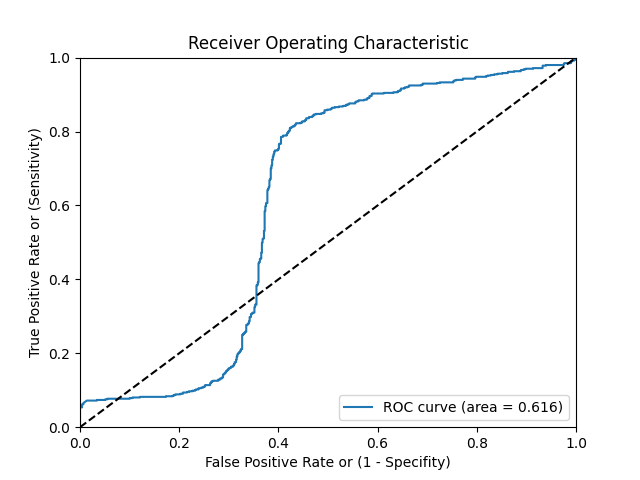 Receiver Operating Characteristic
True Positive Rate or (Sensitivity)
1.0
0.8
0.6
0.4
0.2
0.0
ROC curve (area = 0.616)
0.0 0.2 0.4 0.6 0.8 1.0
False Positive Rate or (1 - Specifity)